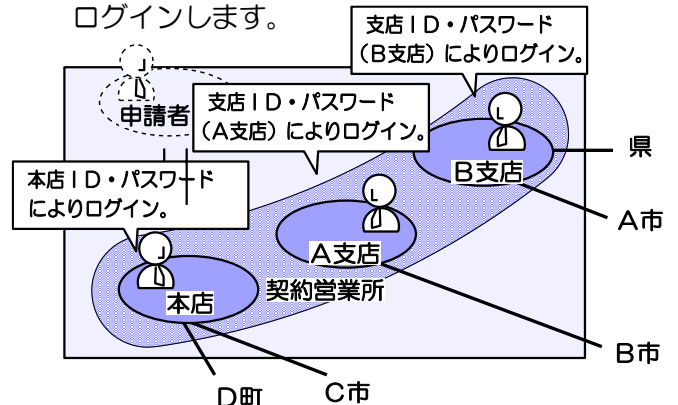 ログインします。
支店ID・パスワード
(B支店)によりログイン。
支店ID・パスワード
(A支店)によりログイン。
申請者
本店ID・パスワード
によりログイン。
B支店
県
A市
A支店
契約営業所
本店
B市
C市
D町